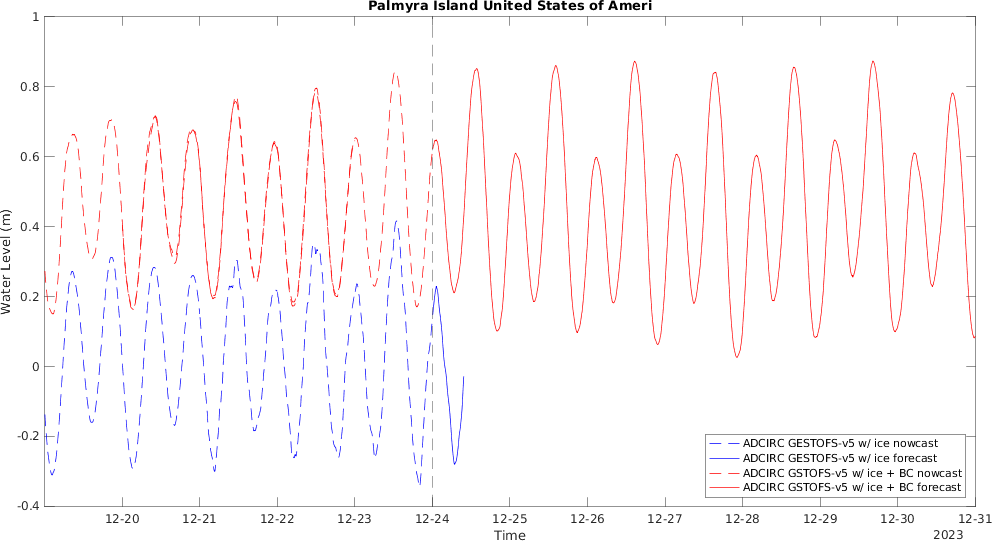 Palmyra Island United States of Ameri
Water Level (m)
1
0.8
0.6
0.4
0.2
0
-0.2
-0.4
ADCIRC GESTOFS-v5 w/ ice nowcast
ADCIRC GESTOFS-v5 w/ ice forecast
ADCIRC GSTOFS-v5 w/ ice + BC nowcast
ADCIRC GSTOFS-v5 w/ ice + BC forecast
12-20 12-21 12-22 12-23 12-24 12-25 12-26 12-27 12-28 12-29 12-30 12-31
Time
2023